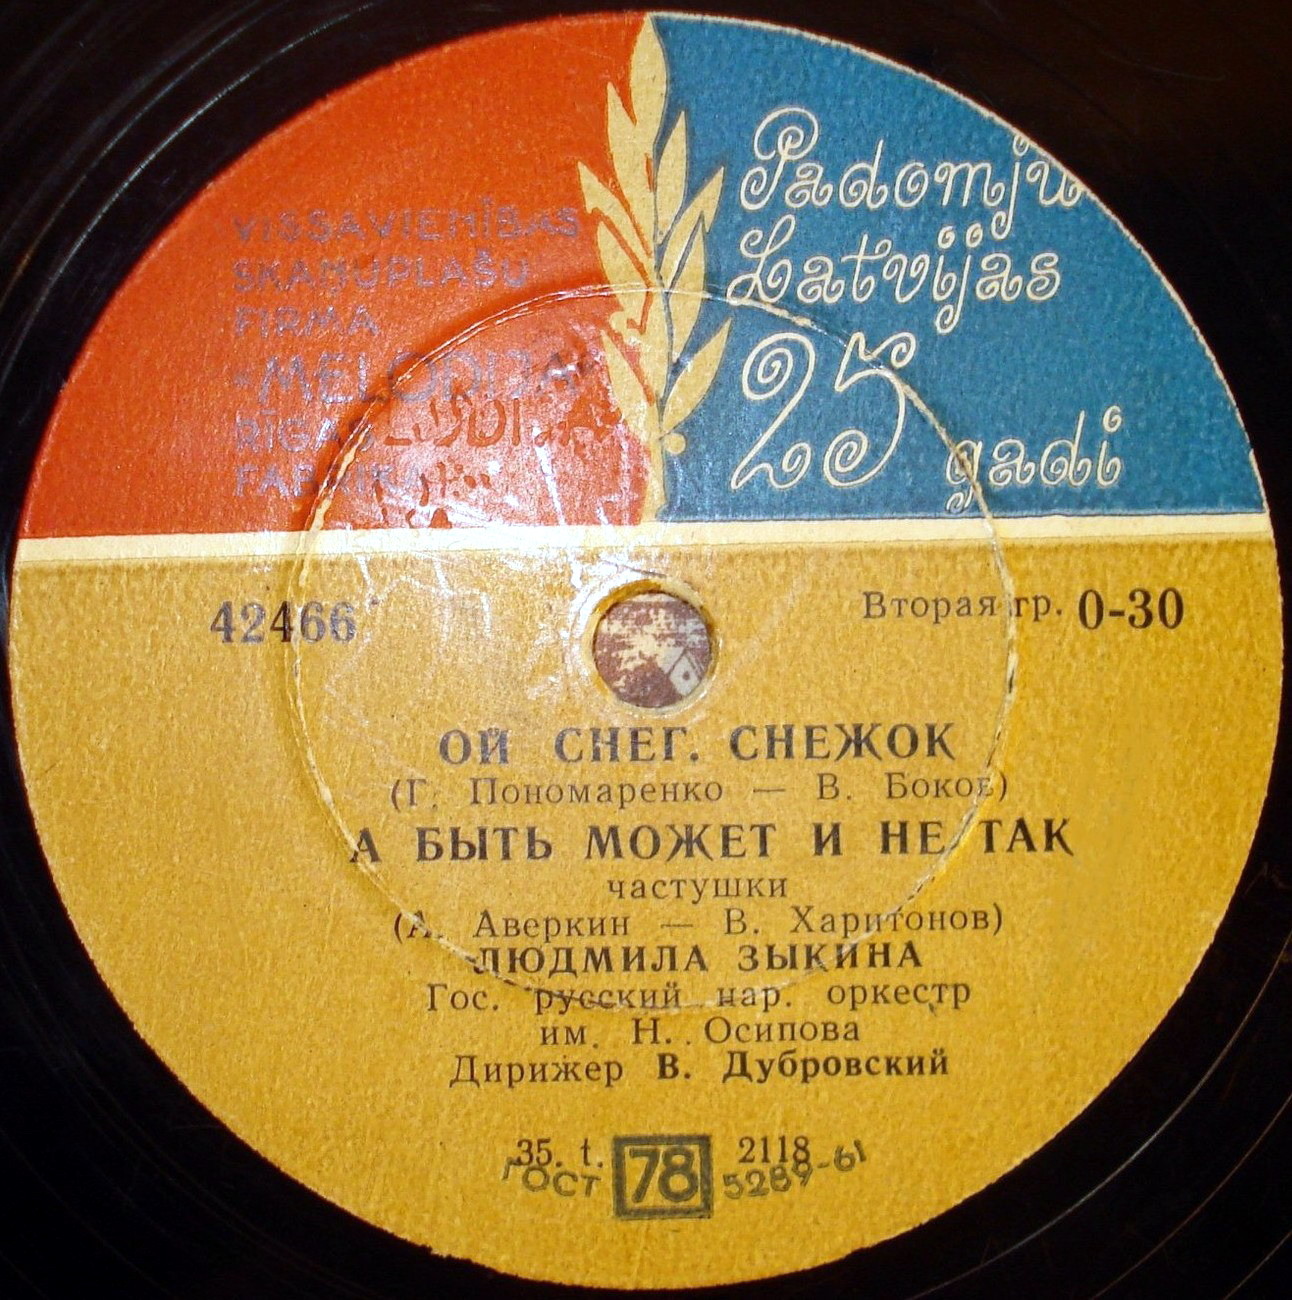 VISSAVIENĪBAS
SKAŅUPLAŠU
FIRMA
«MELODIJA»
RĪGAS
FABRIKA
Padomju
Latvijas
25 gadi
42466
Вторая гр. 0-30
ОЙ СНЕГ. СНЕЖОК
(Г. Пономаренко — В. Боков)
А БЫТЬ МОЖЕТ И НЕ ТАК
частушки
(А. Аверкин — В. Харитонов)
ЛЮДМИЛА ЗЫКИНА
Гос. русский нар. оркестр
им. Н. Осипова
Дирижер В. Дубровский
35. t. 2118
ГОСТ 78 5289-61